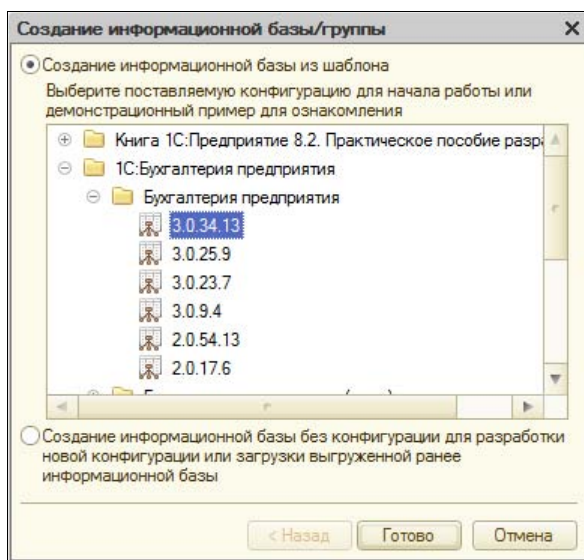 Создание информационной базы/группы
Создание информационной базы из шаблона
Выберите поставляемую конфигурацию для начала работы или
демонстрационный пример для ознакомления
Книга 1С:Предприятие 8.2. Практическое пособие разр
1С:Бухгалтерия предприятия
Бухгалтерия предприятия
3.0.34.13
3.0.25.9
3.0.23.7
3.0.9.4
2.0.54.13
2.0.17.6
Создание информационной базы без конфигурации для разработки
новой конфигурации или загрузки выгруженной ранее
информационной базы
< Назад
Готово
Отмена